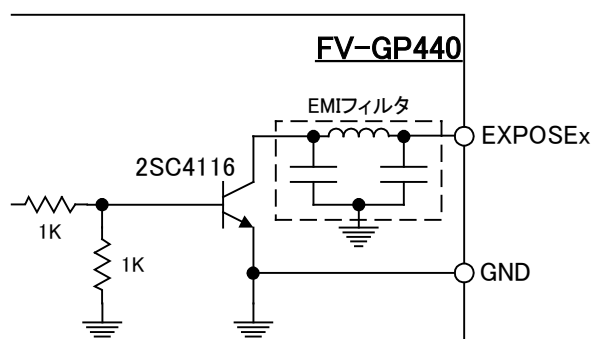 FV-GP440
EMIフィルタ
EXPOSEx
2SC4116
1K
1K
GND